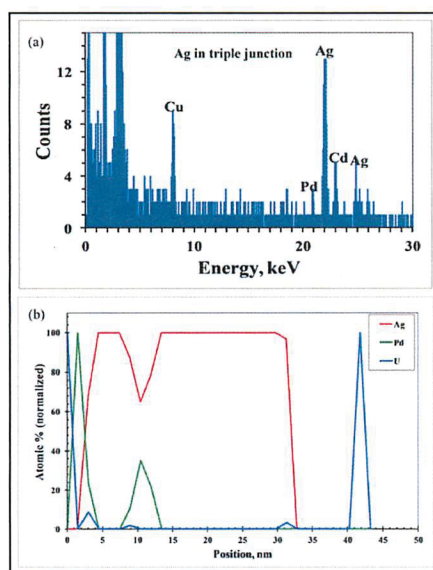 (a)
Ag in triple junction
Ag
Cu
Pd
Cd
Ag
Counts
12
8
4
0
0
10
20
30
Energy, keV
(b)
Ag
Pd
U
Atomic % (normalized)
100
80
60
40
20
0
0
5
10
15
20
25
30
35
40
45
50
Position, nm